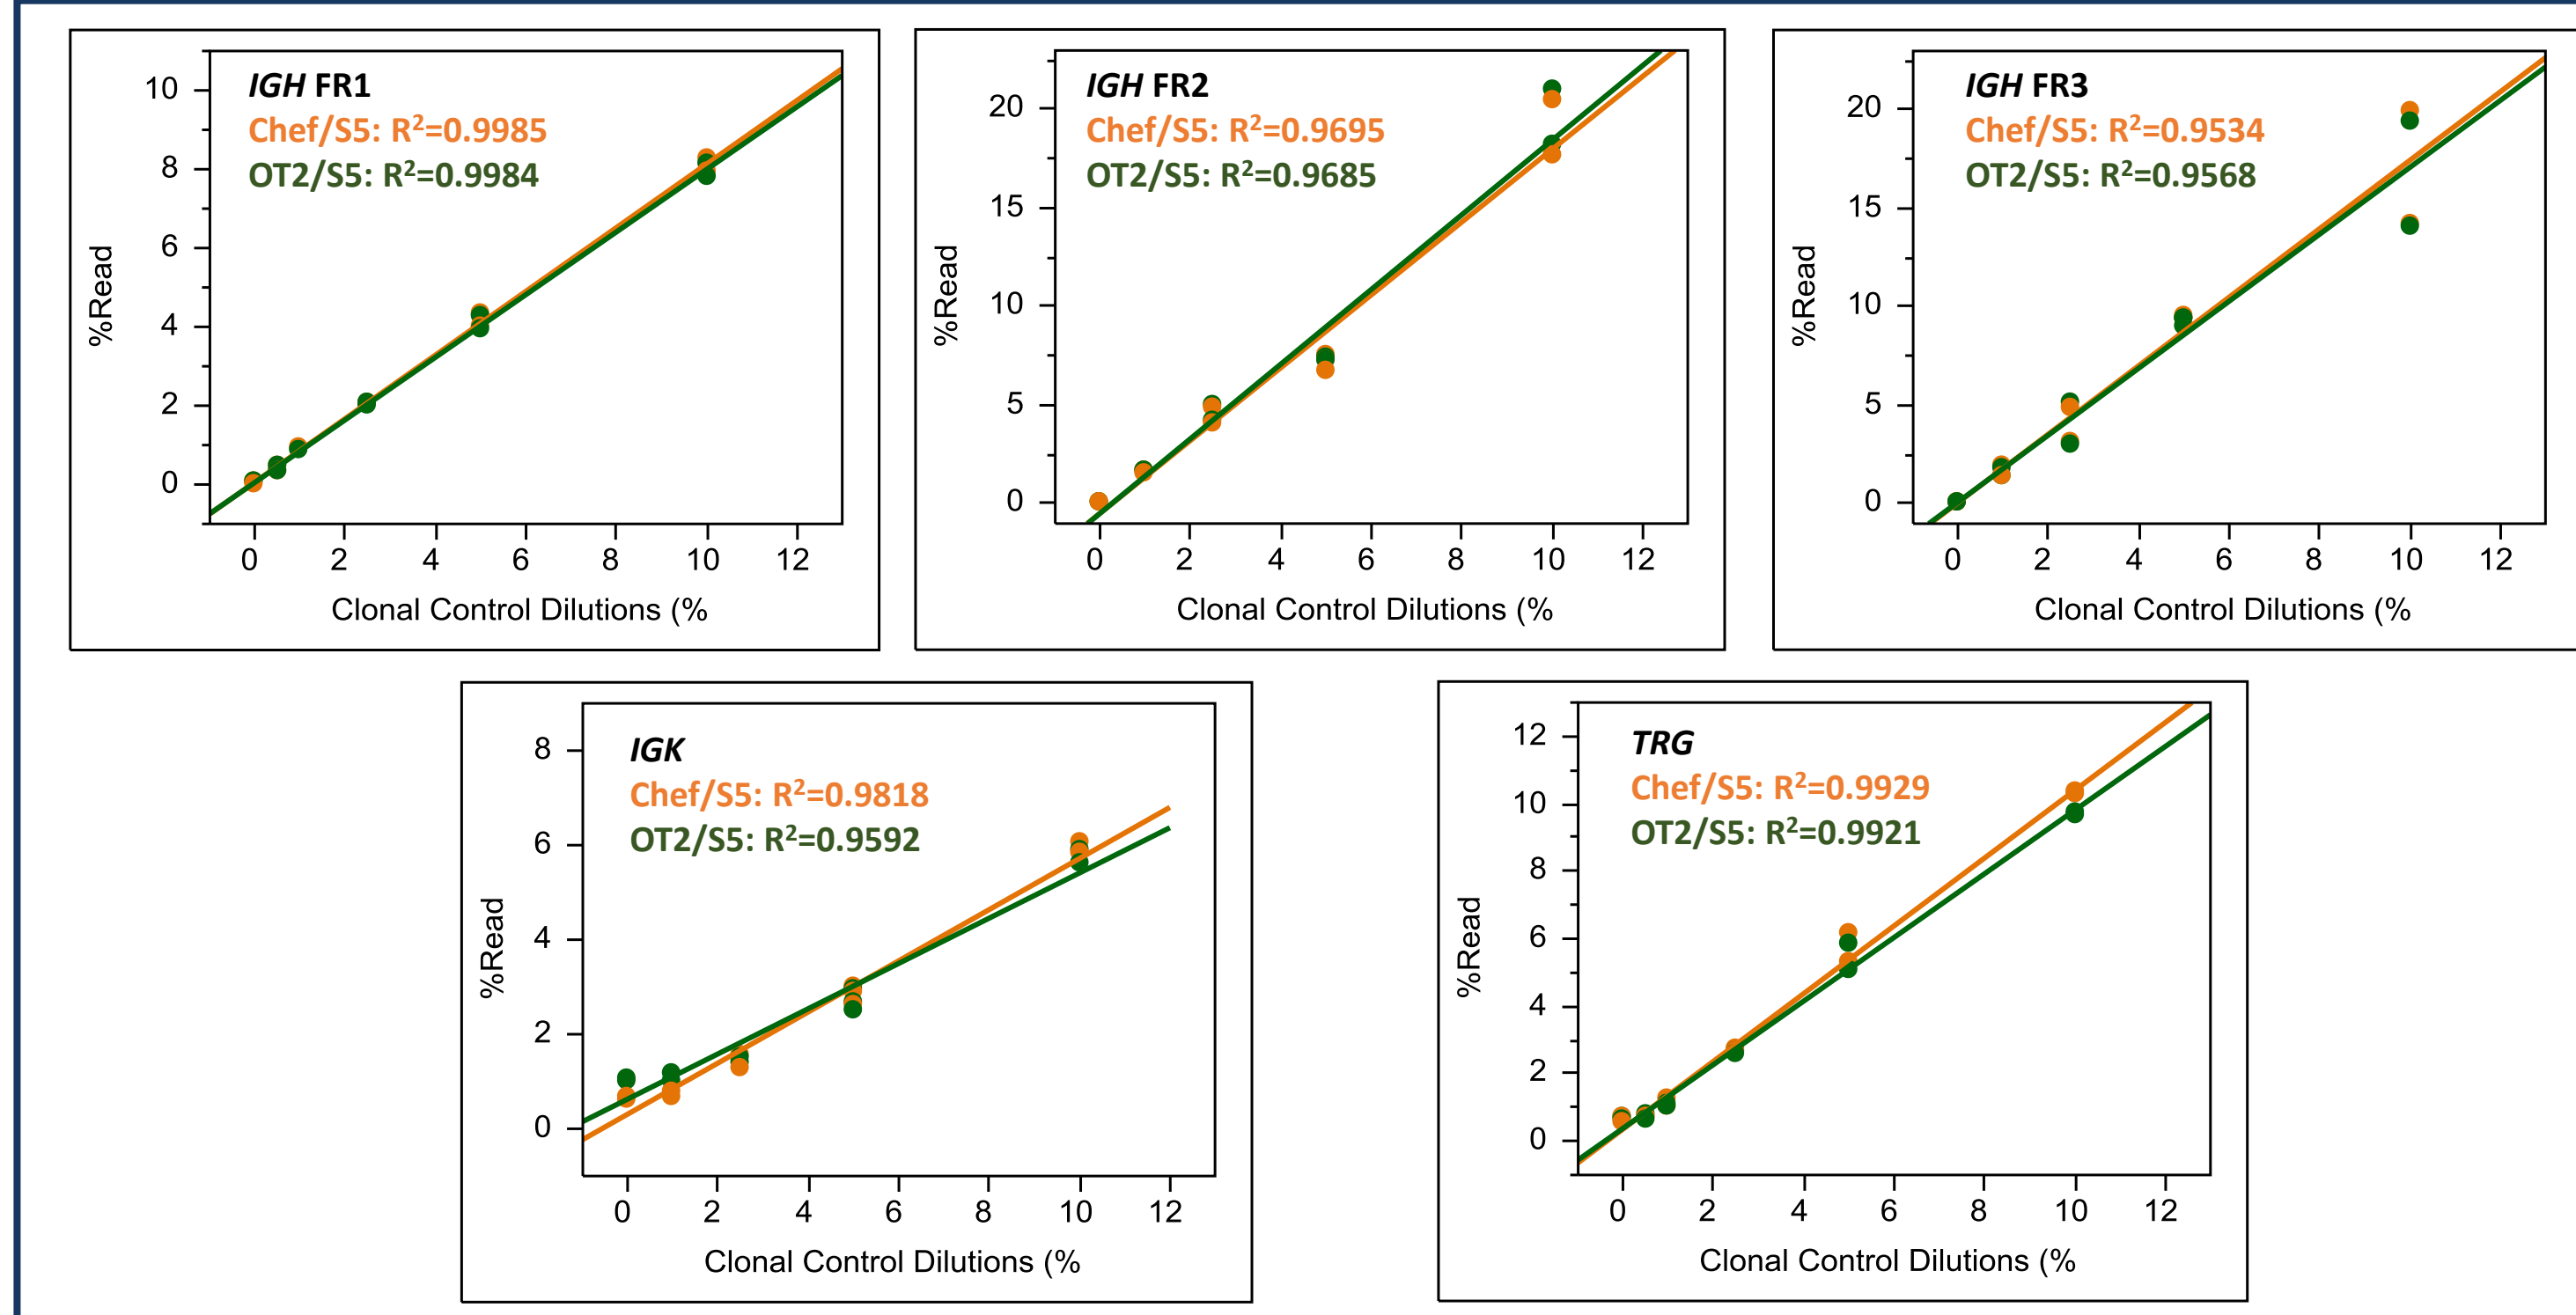 IGH FR1
Chef/S5: R²=0.9985
OT2/S5: R²=0.9984
10
8
6
4
2
0
%Read
0 2 4 6 8 10 12
Clonal Control Dilutions (%
IGH FR2
Chef/S5: R²=0.9695
OT2/S5: R²=0.9685
20
15
10
5
0
%Read
0 2 4 6 8 10 12
Clonal Control Dilutions (%
IGH FR3
Chef/S5: R²=0.9534
OT2/S5: R²=0.9568
20
15
10
5
0
%Read
0 2 4 6 8 10 12
Clonal Control Dilutions (%
IGK
Chef/S5: R²=0.9818
OT2/S5: R²=0.9592
8
6
4
2
0
%Read
0 2 4 6 8 10 12
Clonal Control Dilutions (%
TRG
Chef/S5: R²=0.9929
OT2/S5: R²=0.9921
12
10
8
6
4
2
0
%Read
0 2 4 6 8 10 12
Clonal Control Dilutions (%